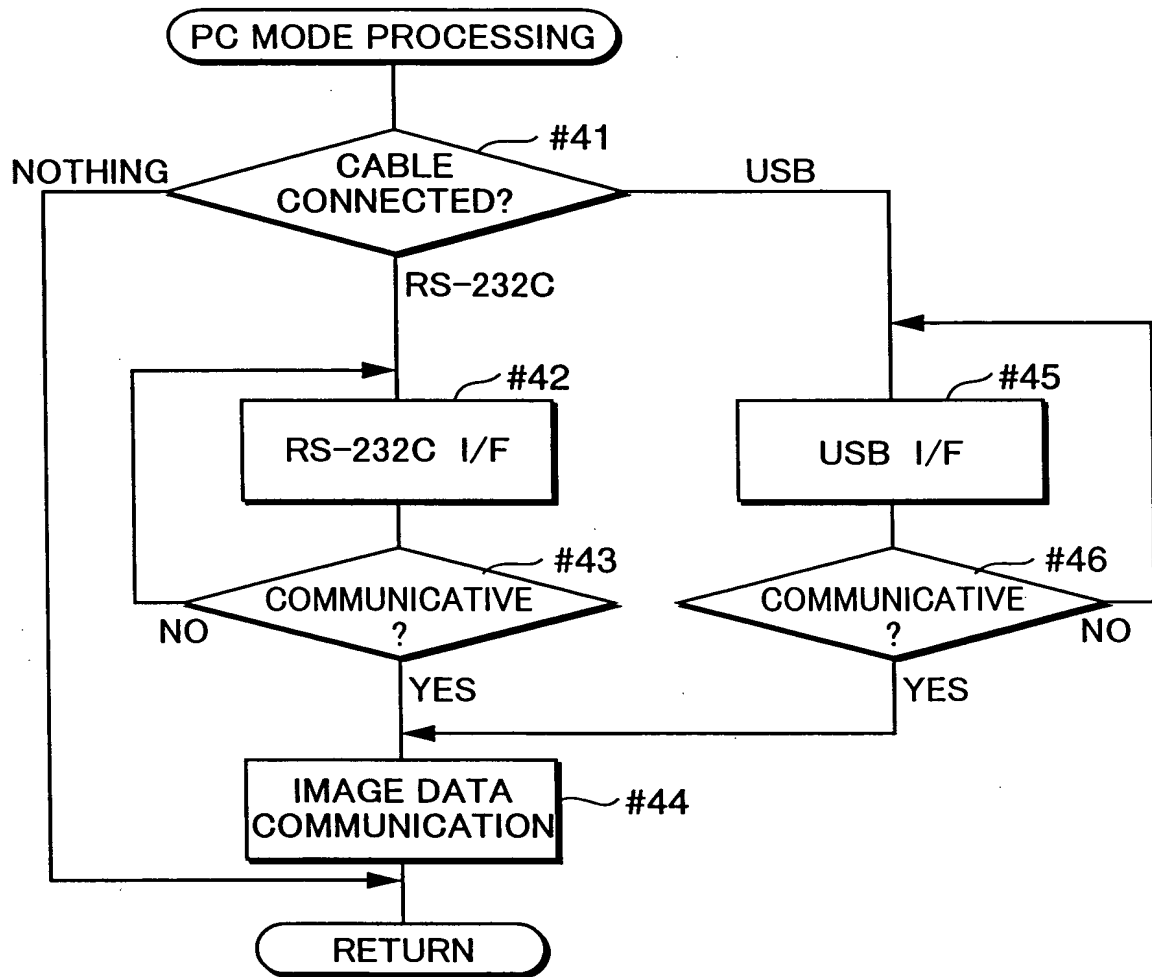 PC MODE PROCESSING
#41
NOTHING
CABLE
CONNECTED?
USB
RS-232C
#42
#45
RS-232C I/F
USB I/F
#43
#46
COMMUNICATIVE
?
NO
COMMUNICATIVE
?
NO
YES
YES
IMAGE DATA
COMMUNICATION
#44
RETURN